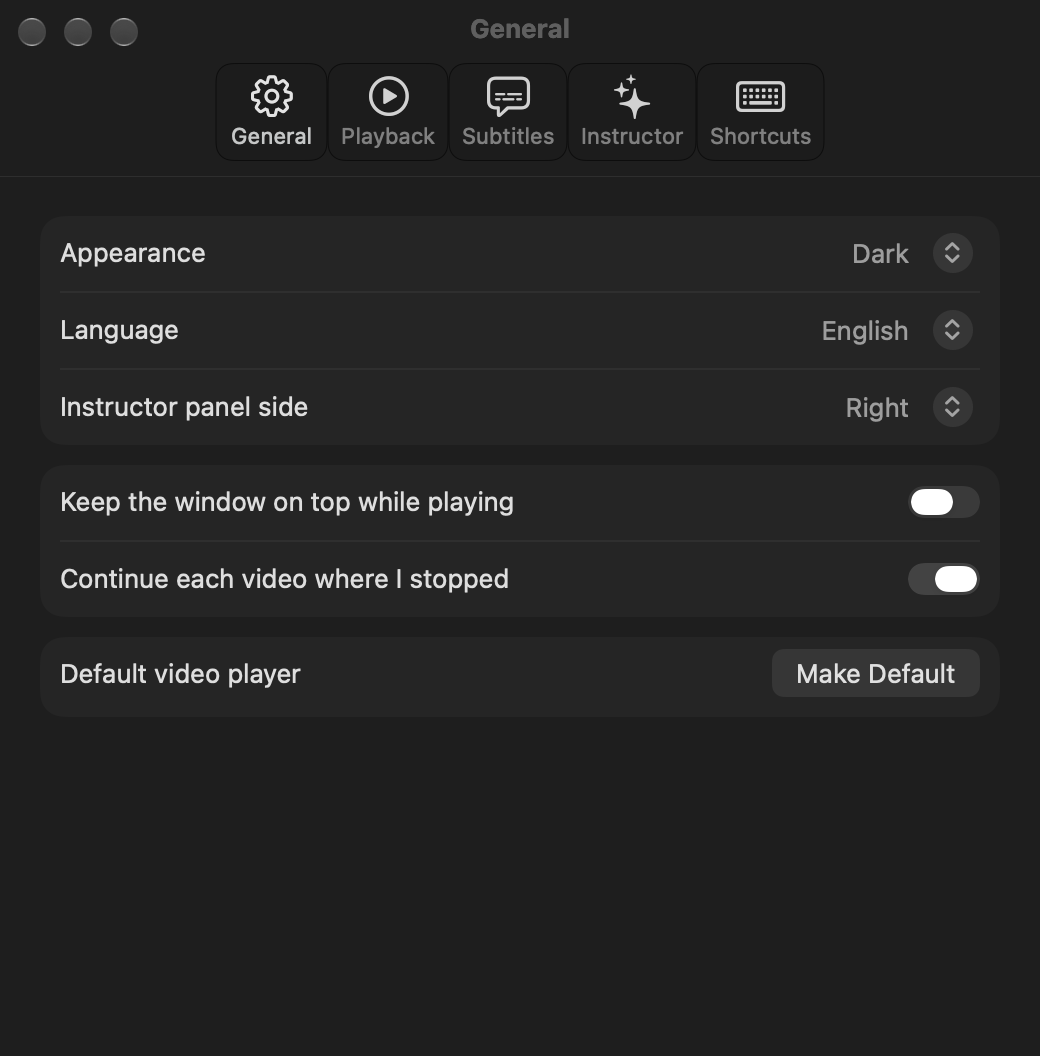 General
General
Playback
Subtitles
Instructor
Shortcuts
Appearance
Dark
Language
English
Instructor panel side
Right
Keep the window on top while playing
Continue each video where I stopped
Default video player
Make Default